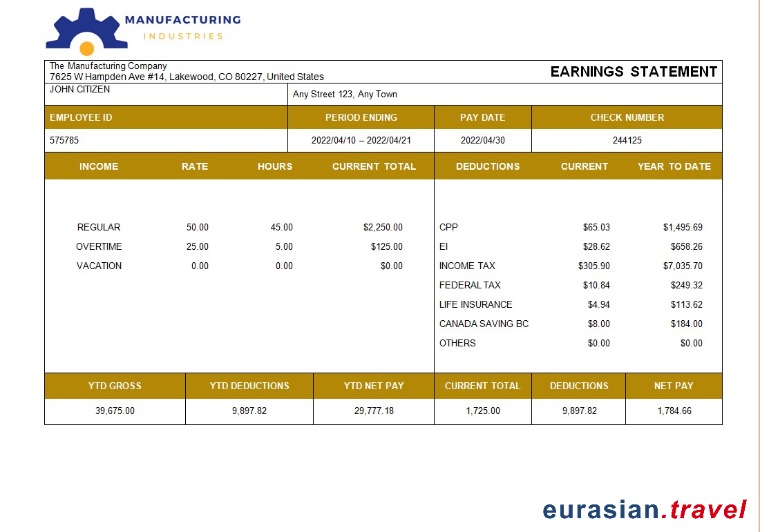 MANUFACTURING
INDUSTRIES
The Manufacturing Company
7625 W Hampden Ave #14, Lakewood, CO 80227, United States
EARNINGS STATEMENT
JOHN CITIZEN
Any Street 123, Any Town
EMPLOYEE ID PERIOD ENDING PAY DATE CHECK NUMBER
575785 2022/04/10 – 2022/04/21 2022/04/30 244125
INCOME RATE HOURS CURRENT TOTAL DEDUCTIONS CURRENT YEAR TO DATE
REGULAR 50.00 45.00 $2,250.00 CPP $65.03 $1,495.69
OVERTIME 25.00 5.00 $125.00 EI $28.62 $658.26
VACATION 0.00 0.00 $0.00 INCOME TAX $305.90 $7,035.70
FEDERAL TAX $10.84 $249.32
LIFE INSURANCE $4.94 $113.62
CANADA SAVING BC $8.00 $184.00
OTHERS $0.00 $0.00
YTD GROSS YTD DEDUCTIONS YTD NET PAY CURRENT TOTAL DEDUCTIONS NET PAY
39,675.00 9,897.82 29,777.18 1,725.00 9,897.82 1,784.66
eurasian.travel